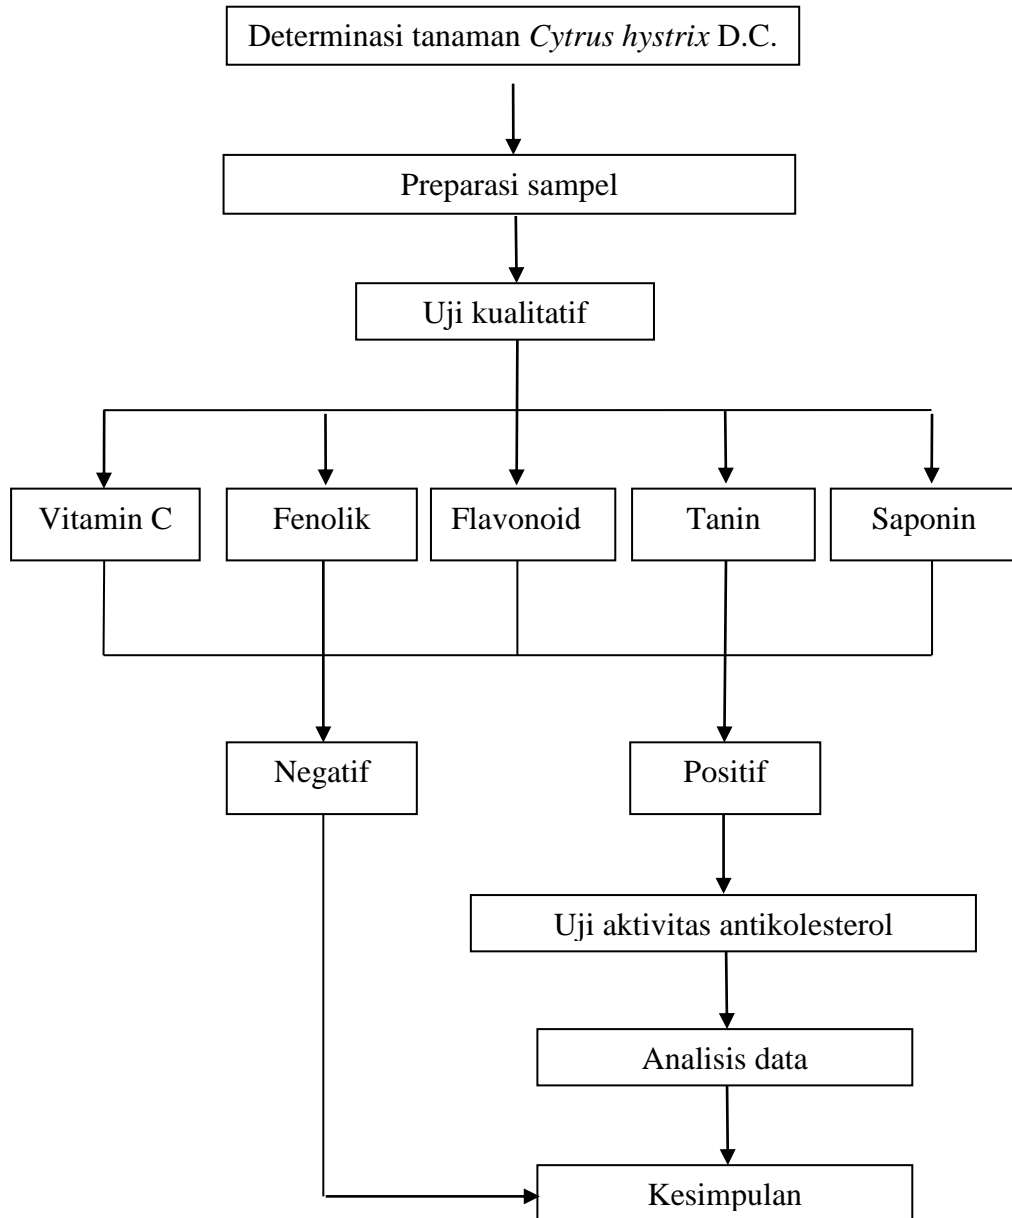 Determinasi tanaman Cytrus hystrix D.C.
Preparasi sampel
Uji kualitatif
Vitamin C
Fenolik
Flavonoid
Tanin
Saponin
Negatif
Positif
Uji aktivitas antikolesterol
Analisis data
Kesimpulan